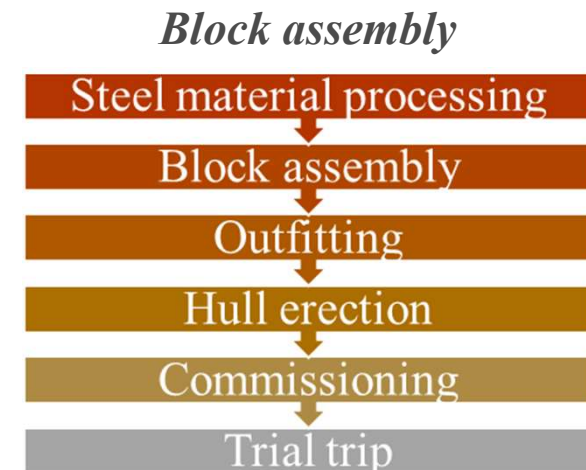 Block assembly
Steel material processing
Block assembly
Outfitting
Hull erection
Commissioning
Trial trip